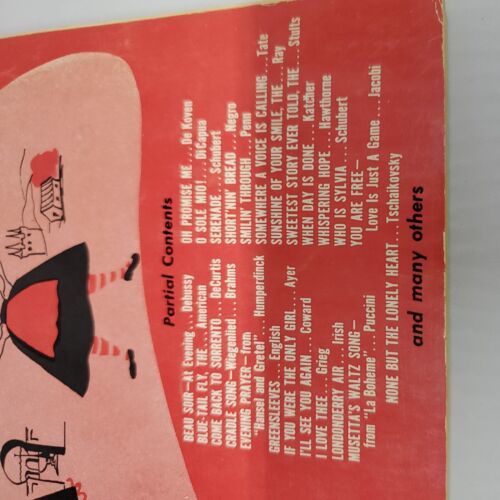 Partial Contents
BEAU SOIR—At Evening... Debussy
BLUE-TAIL FLY, THE... American
COME BACK TO SORRENTO... DeCurtis
CRADLE SONG—Wiegenlied... Brahms
EVENING PRAYER—from
"Hansel and Gretel"... Humperdinck
GREENSLEEVES... English
IF YOU WERE THE ONLY GIRL... Ayer
I'LL SEE YOU AGAIN... Coward
I LOVE THEE... Grieg
LONDONDERRY AIR... Irish
MUSETTA'S WALTZ SONG—
from "La Boheme"... Puccini
OH PROMISE ME... De Koven
O SOLE MIO!... DiCapua
SERENADE... Schubert
SHORT'NIN' BREAD... Negro
SMILIN' THROUGH... Penn
SOMEWHERE A VOICE IS CALLING... Tate
SUNSHINE OF YOUR SMILE, THE... Ray
SWEETEST STORY EVER TOLD, THE... Stults
WHEN DAY IS DONE... Katcher
WHISPERING HOPE... Hawthorne
WHO IS SYLVIA... Schubert
YOU ARE FREE—
Love Is Just A Game... Jacobi
NONE BUT THE LONELY HEART... Tschaikovsky
and many others